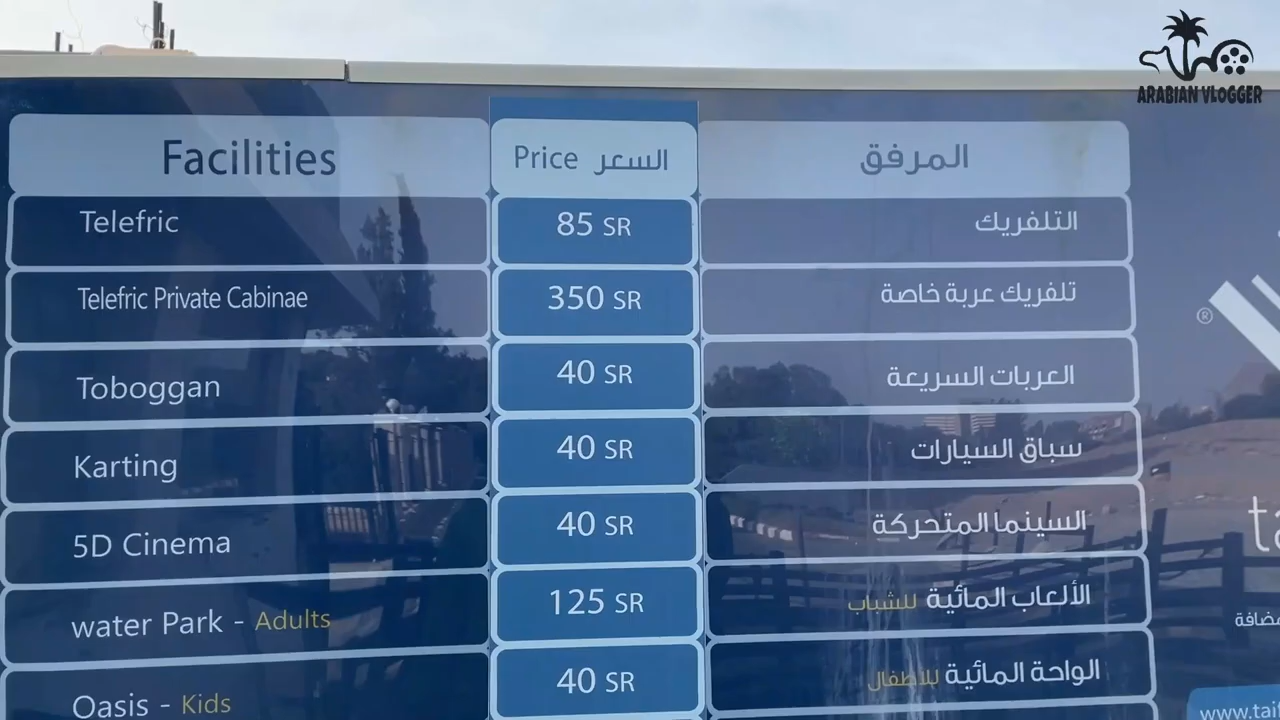 ARABIAN VLOGGER
Facilities Price السعر المرفق
Telefric 85 SR التلفريك
Telefric Private Cabinae 350 SR تلفريك عربة خاصة
Toboggan 40 SR العربات السريعة
Karting 40 SR سباق السيارات
5D Cinema 40 SR السينما المتحركة
water Park - Adults 125 SR الألعاب المائية للشباب
Oasis - Kids 40 SR الواحة المائية للأطفال
®